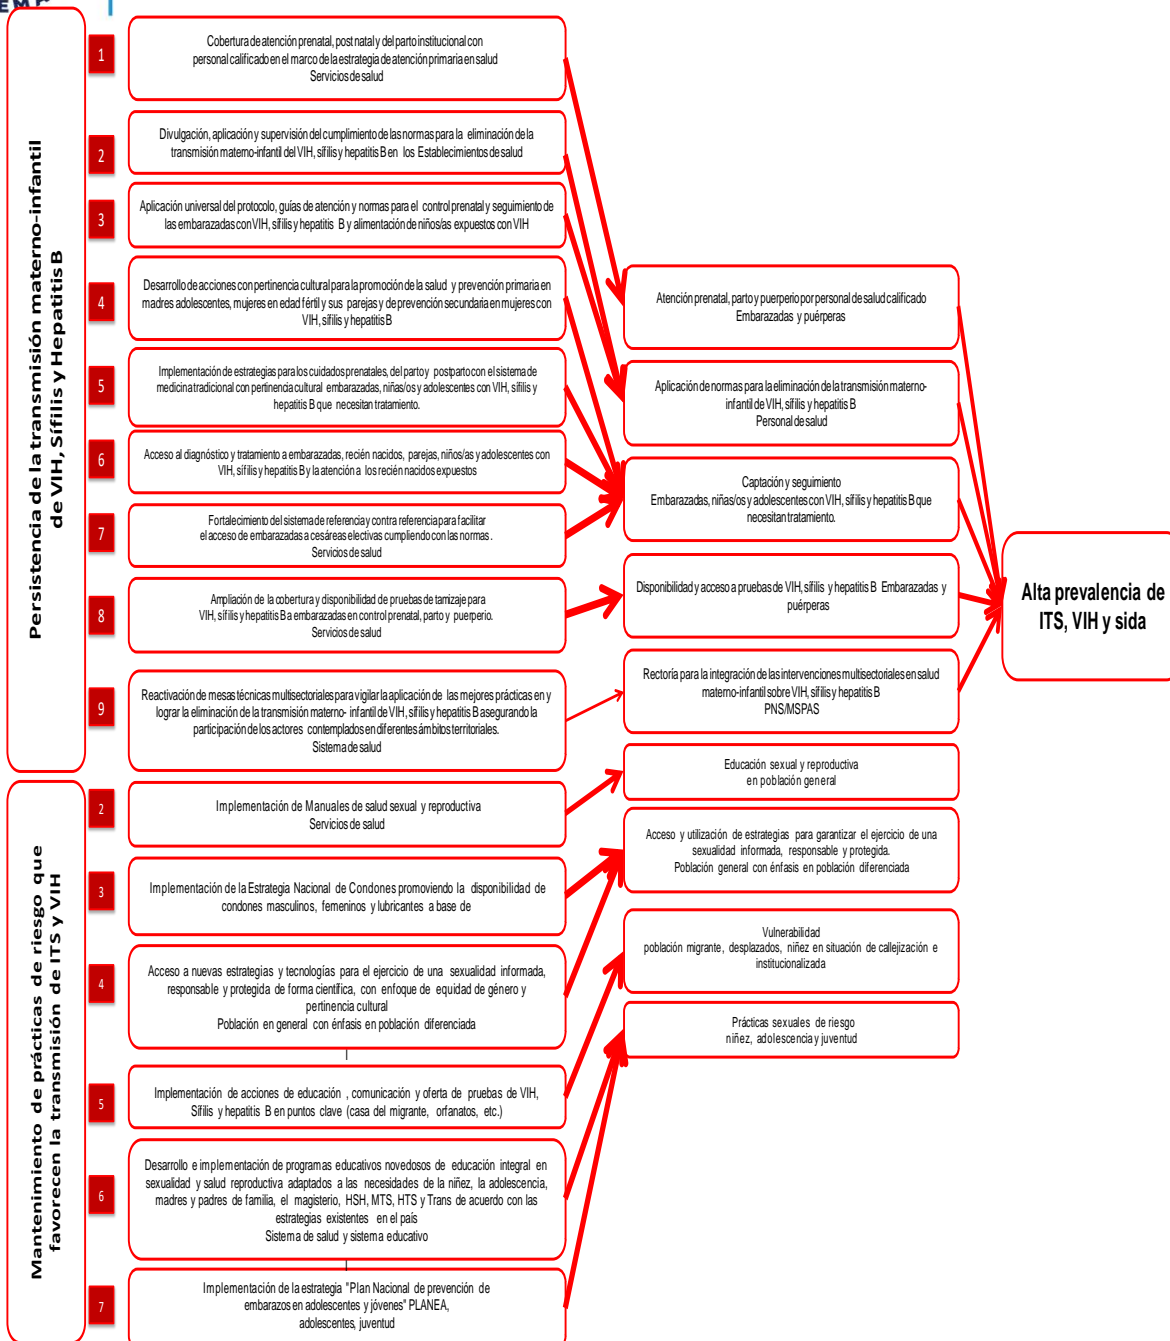 Persistencia de la transmisión materno-infantil
de VIH, Sífilis y Hepatitis B
1
Cobertura de atención prenatal, post natal y del parto institucional con
personal calificado en el marco de la estrategia de atención primaria en salud
Servicios de salud
2
Divulgación, aplicación y supervisión del cumplimiento de las normas para la eliminación de la
transmisión materno-infantil del VIH, sífilis y hepatitis B en los Establecimientos de salud
3
Aplicación universal del protocolo, guías de atención y normas para el control prenatal y seguimiento de
las embarazadas con VIH, sífilis y hepatitis B y alimentación de niños/as expuestos con VIH
4
Desarrollo de acciones con pertinencia cultural para la promoción de la salud y prevención primaria en
madres adolescentes, mujeres en edad fértil y sus parejas y de prevención secundaria en mujeres con
VIH, sífilis y hepatitis B
5
Implementación de estrategias para los cuidados prenatales, del parto y postparto con el sistema de
medicina tradicional con pertinencia cultural embarazadas, niñas/os y adolescentes con VIH, sífilis y
hepatitis B que necesitan tratamiento.
6
Acceso al diagnóstico y tratamiento a embarazadas, recién nacidos, parejas, niños/as y adolescentes con
VIH, sífilis y hepatitis B y la atención a los recién nacidos expuestos
7
Fortalecimiento del sistema de referencia y contra referencia para facilitar
el acceso de embarazadas a cesáreas electivas cumpliendo con las normas .
Servicios de salud
8
Ampliación de la cobertura y disponibilidad de pruebas de tamizaje para
VIH, sífilis y hepatitis B a embarazadas en control prenatal, parto y puerperio.
Servicios de salud
9
Reactivación de mesas técnicas multisectoriales para vigilar la aplicación de las mejores prácticas en y
lograr la eliminación de la transmisión materno- infantil de VIH, sífilis y hepatitis B asegurando la
participación de los actores contemplados en diferentes ámbitos territoriales.
Sistema de salud
Mantenimiento de prácticas de riesgo que
favorecen la transmisión de ITS y VIH
2
Implementación de Manuales de salud sexual y reproductiva
Servicios de salud
3
Implementación de la Estrategia Nacional de Condones promoviendo la disponibilidad de
condones masculinos, femeninos y lubricantes a base de
4
Acceso a nuevas estrategias y tecnologías para el ejercicio de una sexualidad informada,
responsable y protegida de forma científica, con enfoque de equidad de género y
pertinencia cultural
Población en general con énfasis en población diferenciada
5
Implementación de acciones de educación , comunicación y oferta de pruebas de VIH,
Sífilis y hepatitis B en puntos clave (casa del migrante, orfanatos, etc.)
6
Desarrollo e implementación de programas educativos novedosos de educación integral en
sexualidad y salud reproductiva adaptados a las necesidades de la niñez, la adolescencia,
madres y padres de familia, el magisterio, HSH, MTS, HTS y Trans de acuerdo con las
estrategias existentes en el país
Sistema de salud y sistema educativo
7
Implementación de la estrategia "Plan Nacional de prevención de
embarazos en adolescentes y jóvenes" PLANEA,
adolescentes, juventud
Atención prenatal, parto y puerperio por personal de salud calificado
Embarazadas y puérperas
Aplicación de normas para la eliminación de la transmisión materno-
infantil de VIH, sífilis y hepatitis B
Personal de salud
Captación y seguimiento
Embarazadas, niñas/os y adolescentes con VIH, sífilis y hepatitis B que
necesitan tratamiento.
Disponibilidad y acceso a pruebas de VIH, sífilis y hepatitis B Embarazadas y
puérperas
Rectoría para la integración de las intervenciones multisectoriales en salud
materno-infantil sobre VIH, sífilis y hepatitis B
PNS/MSPAS
Educación sexual y reproductiva
en población general
Acceso y utilización de estrategias para garantizar el ejercicio de una
sexualidad informada, responsable y protegida.
Población general con énfasis en población diferenciada
Vulnerabilidad
población migrante, desplazados, niñez en situación de callejización e
institucionalizada
Prácticas sexuales de riesgo
niñez, adolescencia y juventud
Alta prevalencia de
ITS, VIH y sida